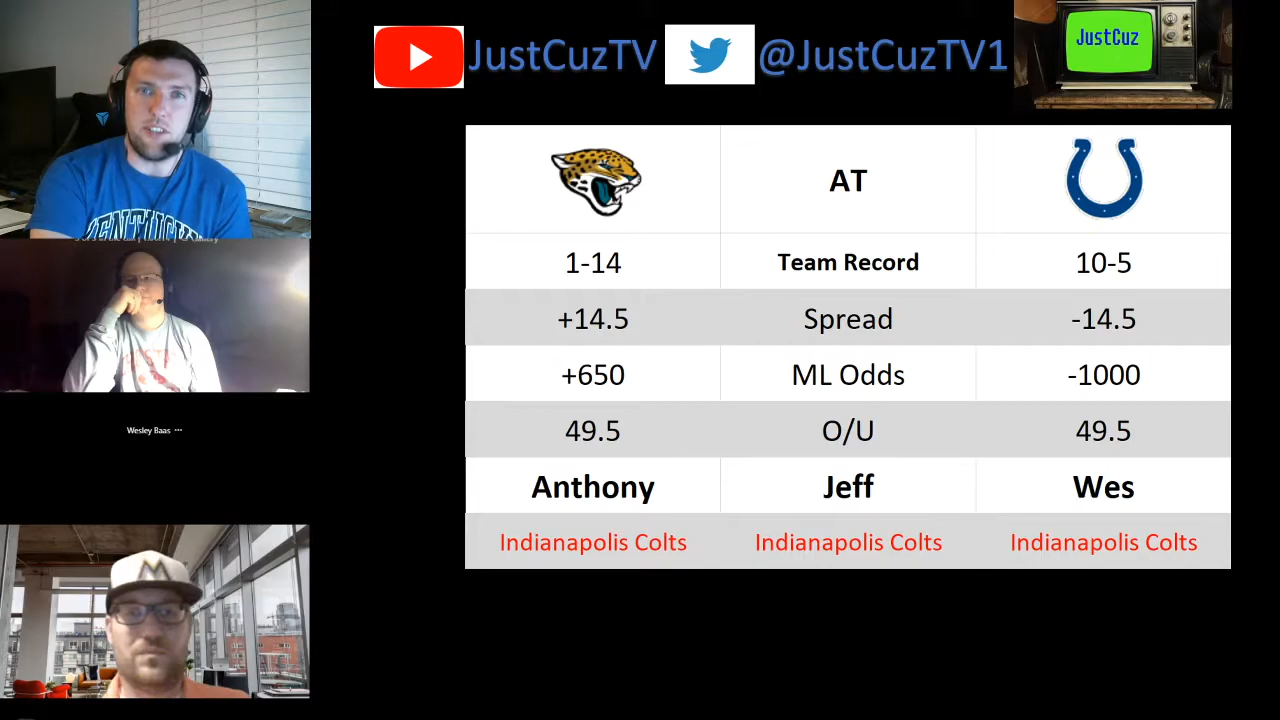 JustCuzTV @JustCuzTV1
JustCuz
AT
1-14 Team Record 10-5
+14.5 Spread -14.5
+650 ML Odds -1000
49.5 O/U 49.5
Anthony Jeff Wes
Indianapolis Colts Indianapolis Colts Indianapolis Colts
KENTUCKY
Wesley Baas ···
M